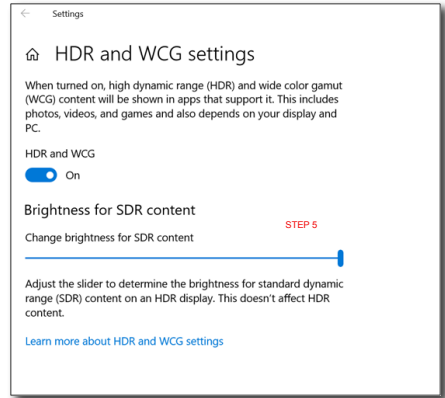 Settings
HDR and WCG settings
When turned on, high dynamic range (HDR) and wide color gamut
(WCG) content will be shown in apps that support it. This includes
photos, videos, and games and also depends on your display and
PC.
HDR and WCG
On
Brightness for SDR content
STEP 5
Change brightness for SDR content
Adjust the slider to determine the brightness for standard dynamic
range (SDR) content on an HDR display. This doesn't affect HDR
content.
Learn more about HDR and WCG settings